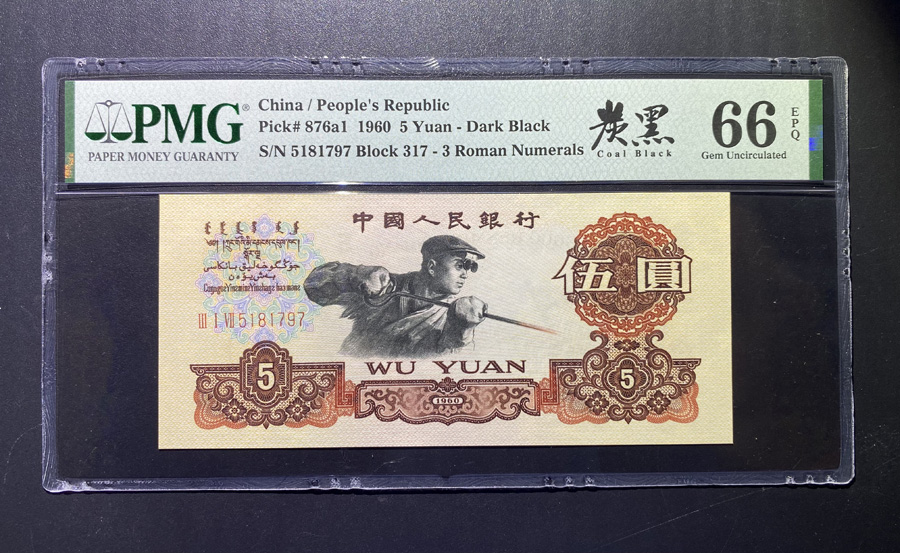 PMG®
PAPER MONEY GUARANTY
China / People's Republic
Pick# 876a1 1960 5 Yuan - Dark Black
S/N 5181797 Block 317 - 3 Roman Numerals
炭黑
Coal Black
66
EPQ
Gem Uncirculated
中國人民銀行
伍圓
III I VII 5181797
5
WU YUAN
1960
5